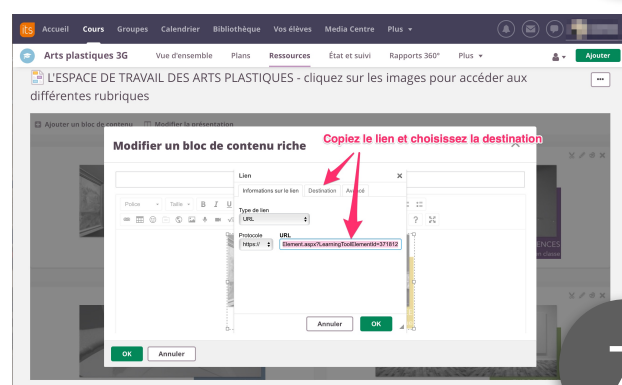 its Accueil Cours Groupes Calendrier Bibliothèque Vos élèves Media Centre Plus
Arts plastiques 3G Vue d'ensemble Plans Ressources État et suivi Rapports 360° Plus Ajouter
L'ESPACE DE TRAVAIL DES ARTS PLASTIQUES - cliquez sur les images pour accéder aux
différentes rubriques
Ajouter un bloc de contenu Modifier la présentation
Copiez le lien et choisissez la destination
Modifier un bloc de contenu riche
Lien
Informations sur le lien Destination Avancé
Type de lien
Police Taille B I U
URL
Protocole URL
https:// Element.aspx?LearningToolElementId=371812
ENCES
en classe
Annuler OK
OK Annuler